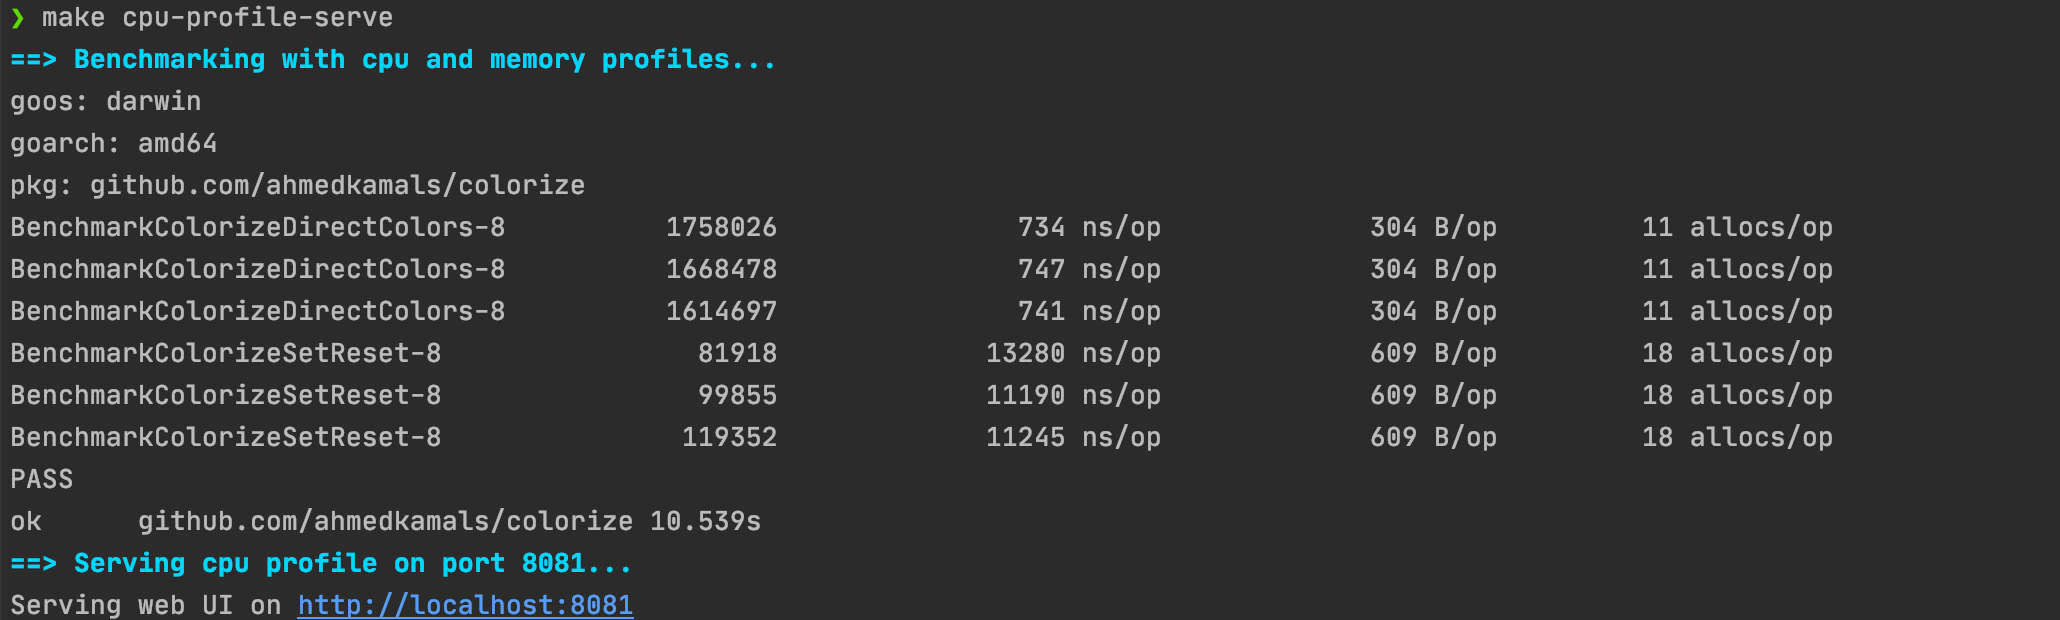 ❯ make cpu-profile-serve
==> Benchmarking with cpu and memory profiles...
goos: darwin
goarch: amd64
pkg: github.com/ahmedkamals/colorize
BenchmarkColorizeDirectColors-8 1758026 734 ns/op 304 B/op 11 allocs/op
BenchmarkColorizeDirectColors-8 1668478 747 ns/op 304 B/op 11 allocs/op
BenchmarkColorizeDirectColors-8 1614697 741 ns/op 304 B/op 11 allocs/op
BenchmarkColorizeSetReset-8 81918 13280 ns/op 609 B/op 18 allocs/op
BenchmarkColorizeSetReset-8 99855 11190 ns/op 609 B/op 18 allocs/op
BenchmarkColorizeSetReset-8 119352 11245 ns/op 609 B/op 18 allocs/op
PASS
ok github.com/ahmedkamals/colorize 10.539s
==> Serving cpu profile on port 8081...
Serving web UI on http://localhost:8081